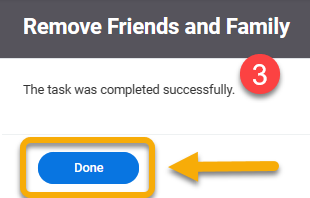 Remove Friends and Family
3
The task was completed successfully.
Done